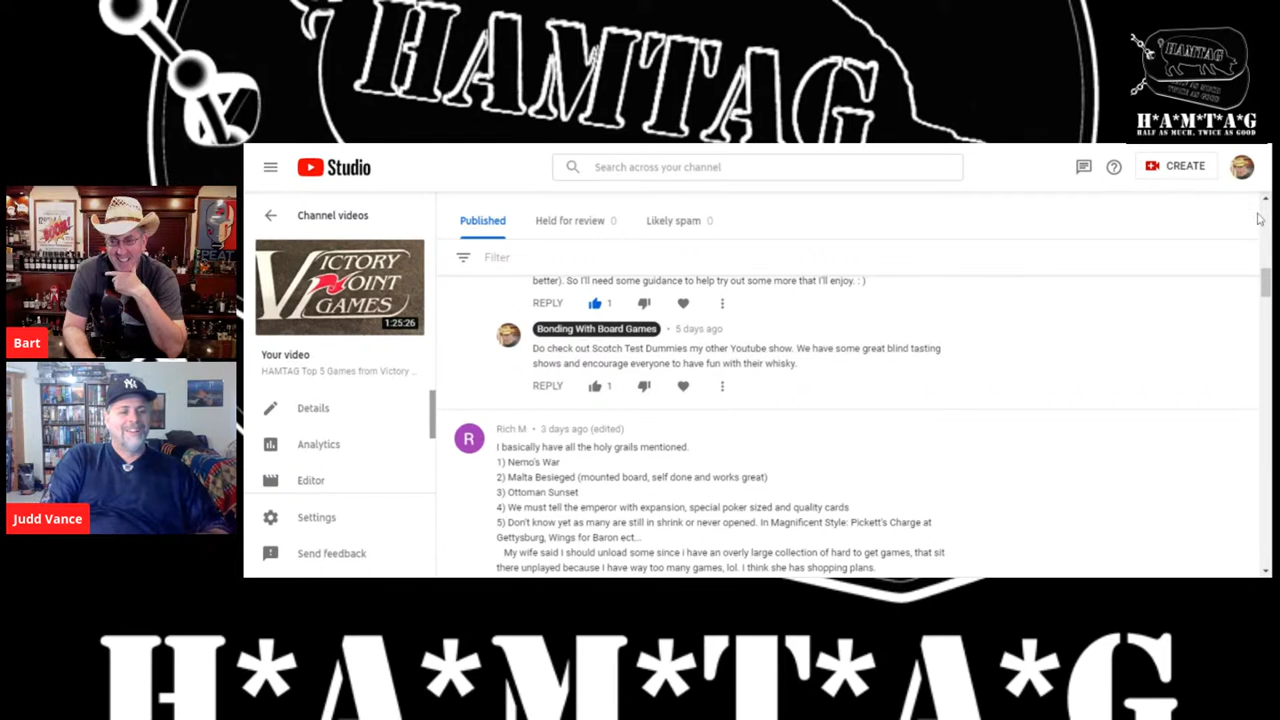 HAMTAG
HAMTAG
H*A*M*T*A*G
HALF AS MUCH, TWICE AS GOOD
Studio
Search across your channel
CREATE
Channel videos
Published
Held for review 0
Likely spam 0
Filter
VICTORY
POINT
GAMES
1:25:26
Your video
HAMTAG Top 5 Games from Victory ...
Details
Analytics
Editor
Settings
Send feedback
better). So I'll need some guidance to help try out some more that I'll enjoy. : )
REPLY 1
Bonding With Board Games • 5 days ago
Do check out Scotch Test Dummies my other Youtube show. We have some great blind tasting
shows and encourage everyone to have fun with their whisky.
REPLY 1
R
Rich M • 3 days ago (edited)
I basically have all the holy grails mentioned.
1) Nemo's War
2) Malta Besieged (mounted board, self done and works great)
3) Ottoman Sunset
4) We must tell the emperor with expansion, special poker sized and quality cards
5) Don't know yet as many are still in shrink or never opened. In Magnificent Style: Pickett's Charge at
Gettysburg, Wings for Baron ect...
My wife said I should unload some since i have an overly large collection of hard to get games, that sit
there unplayed because I have way too many games, lol. I think she has shopping plans.
Bart
Judd Vance
H*A*M*T*A*G